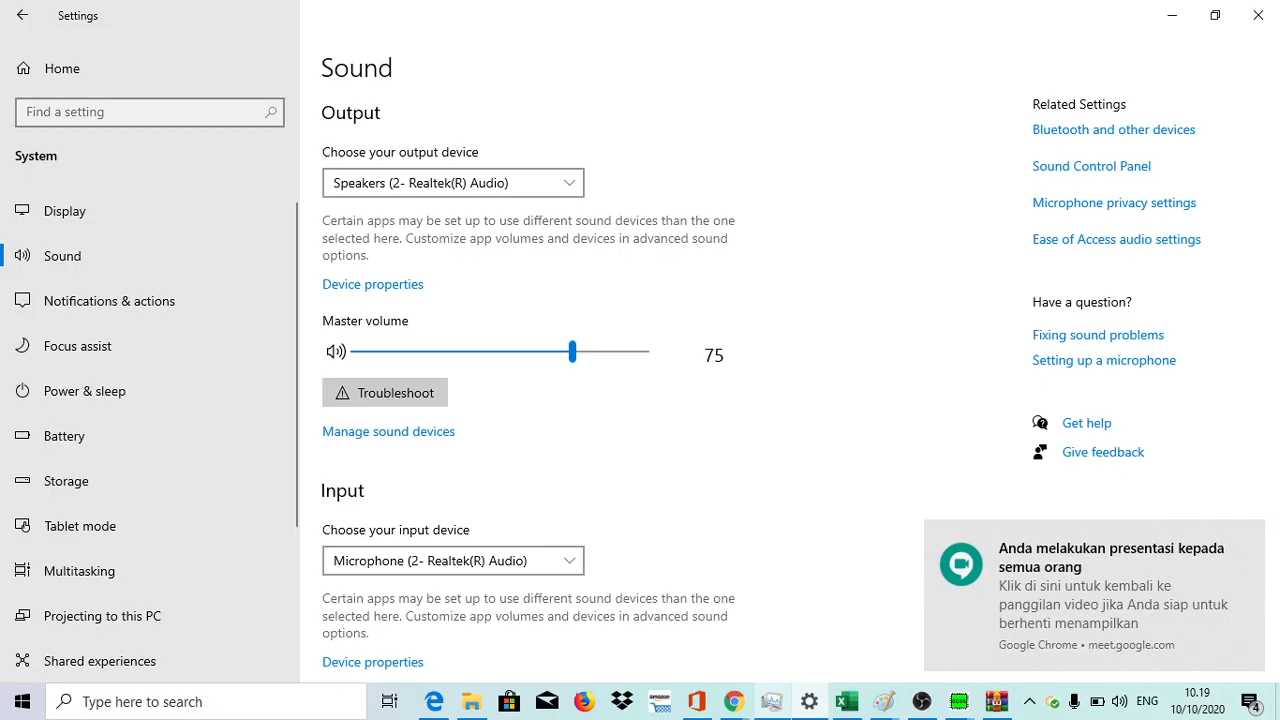 Settings
Home
Find a setting
System
Display
Sound
Notifications & actions
Focus assist
Power & sleep
Battery
Storage
Tablet mode
Multitasking
Projecting to this PC
Shared experiences
Sound
Output
Choose your output device
Speakers (2- Realtek(R) Audio)
Certain apps may be set up to use different sound devices than the one
selected here. Customize app volumes and devices in advanced sound
options.
Device properties
Master volume
75
Troubleshoot
Manage sound devices
Input
Choose your input device
Microphone (2- Realtek(R) Audio)
Certain apps may be set up to use different sound devices than the one
selected here. Customize app volumes and devices in advanced sound
options.
Device properties
Related Settings
Bluetooth and other devices
Sound Control Panel
Microphone privacy settings
Ease of Access audio settings
Have a question?
Fixing sound problems
Setting up a microphone
Get help
Give feedback
Anda melakukan presentasi kepada
semua orang
Klik di sini untuk kembali ke
panggilan video jika Anda siap untuk
berhenti menampilkan
Google Chrome • meet.google.com
Type here to search
amazon
8085
ENG
10.19
10/10/2020
4